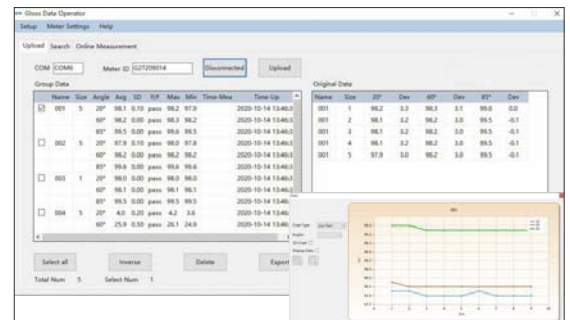 Gloss Data Operator
Setup Meter Settings Help
Upload Search Online Measurement
COM COM6 Meter ID G2T209014 Disconnected Upload
Group Data Original Data
Name Size Angle Avg SD P/F Max Min Time-Mea Time-Up
001 5 20° 98.1 0.10 pass 98.2 97.9 2020-10-14 13:46:3
60° 98.2 0.00 pass 98.3 98.2 2020-10-14 13:46:3
85° 99.5 0.00 pass 99.6 99.5 2020-10-14 13:46:3
002 5 20° 97.9 0.10 pass 98.0 97.8 2020-10-14 13:46:3
60° 98.2 0.00 pass 98.2 98.2 2020-10-14 13:46:3
85° 99.6 0.00 pass 99.6 99.6 2020-10-14 13:46:3
003 1 20° 98.0 0.00 pass 98.0 98.0 2020-10-14 13:46:
60° 98.1 0.00 pass 98.1 98.1 2020-10-14 13:46:
85° 99.5 0.00 pass 99.5 99.5 2020-10-14 13:46:
004 5 20° 4.0 0.20 pass 4.2 3.6 2020-10-14 13:46:
60° 25.9 0.50 pass 26.1 24.9 2020-10-14 13:46:
Name Size 20° Dev 60° Dev 85° Dev
001 1 98.2 3.3 98.3 3.1 99.6 0.0
001 2 98.1 3.2 98.2 3.0 99.5 -0.1
001 3 98.1 3.2 98.2 3.0 99.5 -0.1
001 4 98.1 3.2 98.2 3.0 99.5 -0.1
001 5 97.9 3.0 98.2 3.0 99.5 -0.1
Select all Inverse Delete Export
Total Num 5 Select Num 1